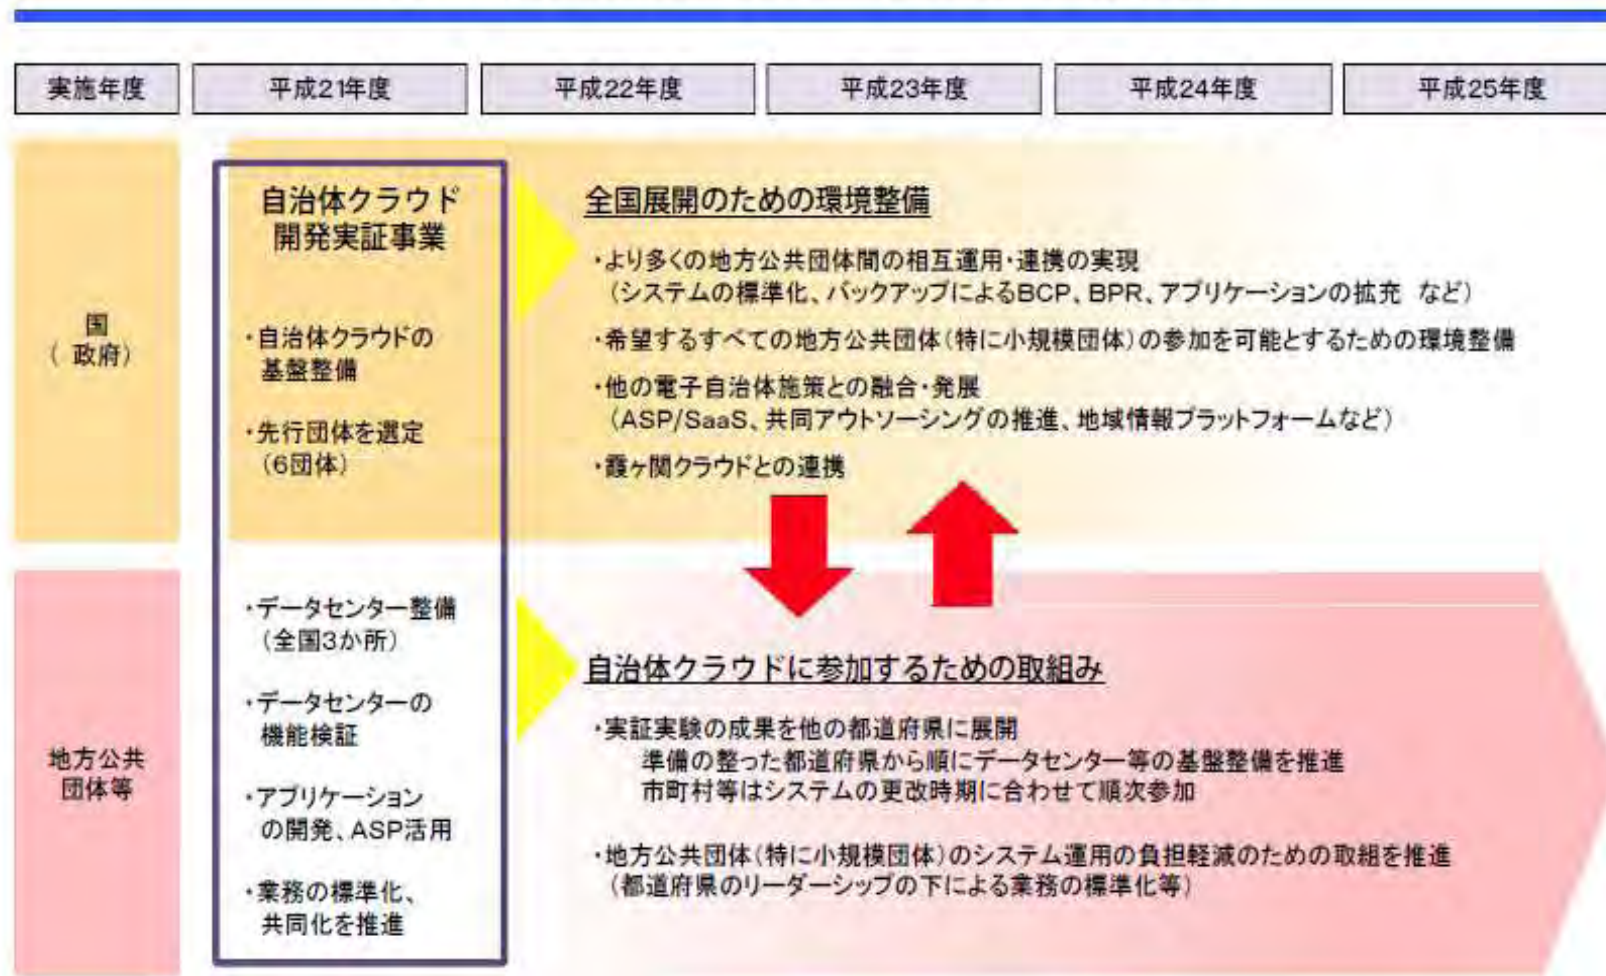 実施年度
平成21年度
平成22年度
平成23年度
平成24年度
平成25年度
国
（ 政府）
自治体クラウド
開発実証事業
・自治体クラウドの
基盤整備
・先行団体を選定
（6団体）
全国展開のための環境整備
・より多くの地方公共団体間の相互運用・連携の実現
（システムの標準化、バックアップによるBCP、BPR、アプリケーションの拡充 など）
・希望するすべての地方公共団体（特に小規模団体）の参加を可能とするための環境整備
・他の電子自治体施策との融合・発展
（ASP/SaaS、共同アウトソーシングの推進、地域情報プラットフォームなど）
・霞ヶ関クラウドとの連携
地方公共
団体等
・データセンター整備
（全国3か所）
・データセンターの
機能検証
・アプリケーション
の開発、ASP活用
・業務の標準化、
共同化を推進
自治体クラウドに参加するための取組み
・実証実験の成果を他の都道府県に展開
準備の整った都道府県から順にデータセンター等の基盤整備を推進
市町村等はシステムの更改時期に合わせて順次参加
・地方公共団体（特に小規模団体）のシステム運用の負担軽減のための取組を推進
（都道府県のリーダーシップの下による業務の標準化等）